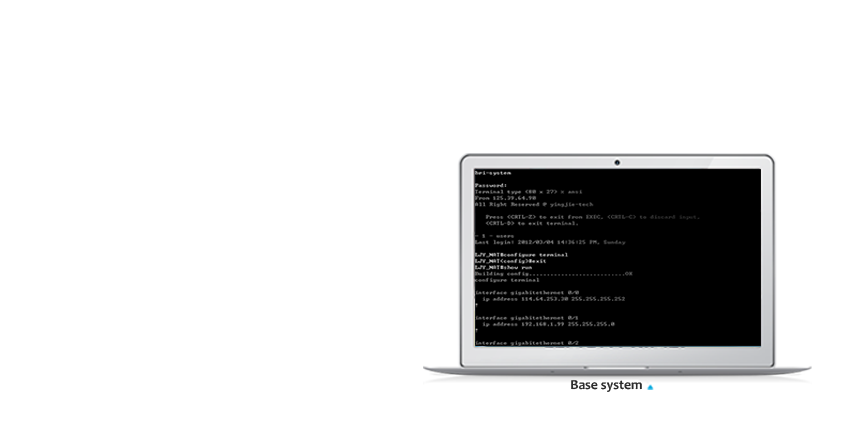 bri-system
Password:
Terminal type <80 x 27> : ansi
From 125.39.64.90
All Right Reserved @ yingjie-tech
Press <CNTL-Z> to exit from EXEC, <CNTL-C> to discard input,
<CNTL-D> to exit terminal.
- 1 - users
Last login: 2012/03/04 14:36:25 PM, Sunday
LJY_NAT#configure terminal
LJY_NAT(config)#exit
LJY_NAT#show run
Building config...........................OK
configure terminal
interface gigabitethernet 0/0
ip address 114.64.253.30 255.255.255.252
interface gigabitethernet 0/1
ip address 192.168.1.99 255.255.255.0
interface gigabitethernet 0/2
Base system